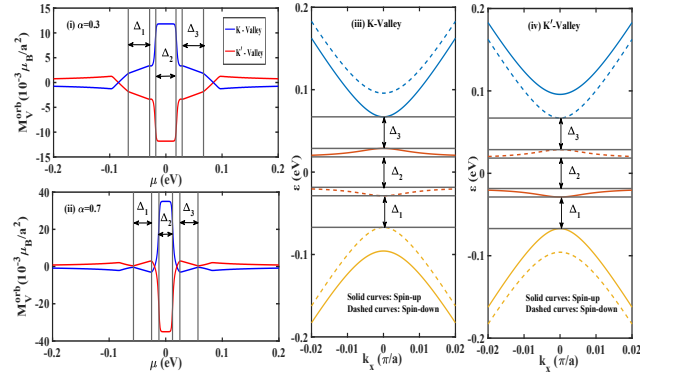 (i) α=0.3
K-Valley
K′-Valley
Δ₁
Δ₂
Δ₃
M_V^orb (10⁻³ μ_B/a²)
15
10
5
0
-5
-10
-15
-0.2
-0.1
0
0.1
0.2
μ (eV)
(ii) α=0.7
Δ₁
Δ₂
Δ₃
M_V^orb (10⁻³ μ_B/a²)
40
20
0
-20
-40
-0.2
-0.1
0
0.1
0.2
μ (eV)
(iii) K-Valley
ε (eV)
0.2
0.1
0
-0.1
-0.2
Δ₃
Δ₂
Δ₁
Solid curves: Spin-up
Dashed curves: Spin-down
-0.02
-0.01
0
0.01
0.02
k_x (π/a)
(iv) K′-Valley
ε (eV)
0.2
0.1
0
-0.1
-0.2
Δ₃
Δ₂
Δ₁
Solid curves: Spin-up
Dashed curves: Spin-down
-0.02
-0.01
0
0.01
0.02
k_x (π/a)